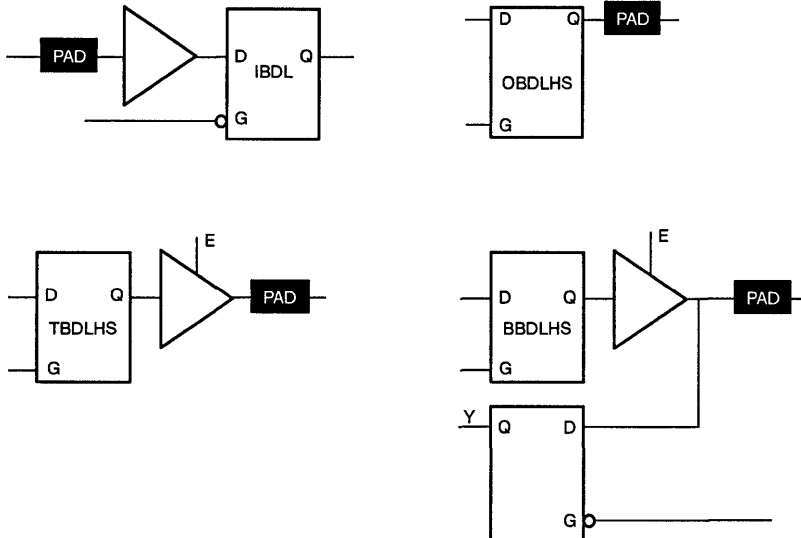 PAD
D Q
IBDL
G
D Q
PAD
OBDLHS
G
E
D Q
PAD
TBDLHS
G
E
D Q
PAD
BBDLHS
G
Y
Q D
G